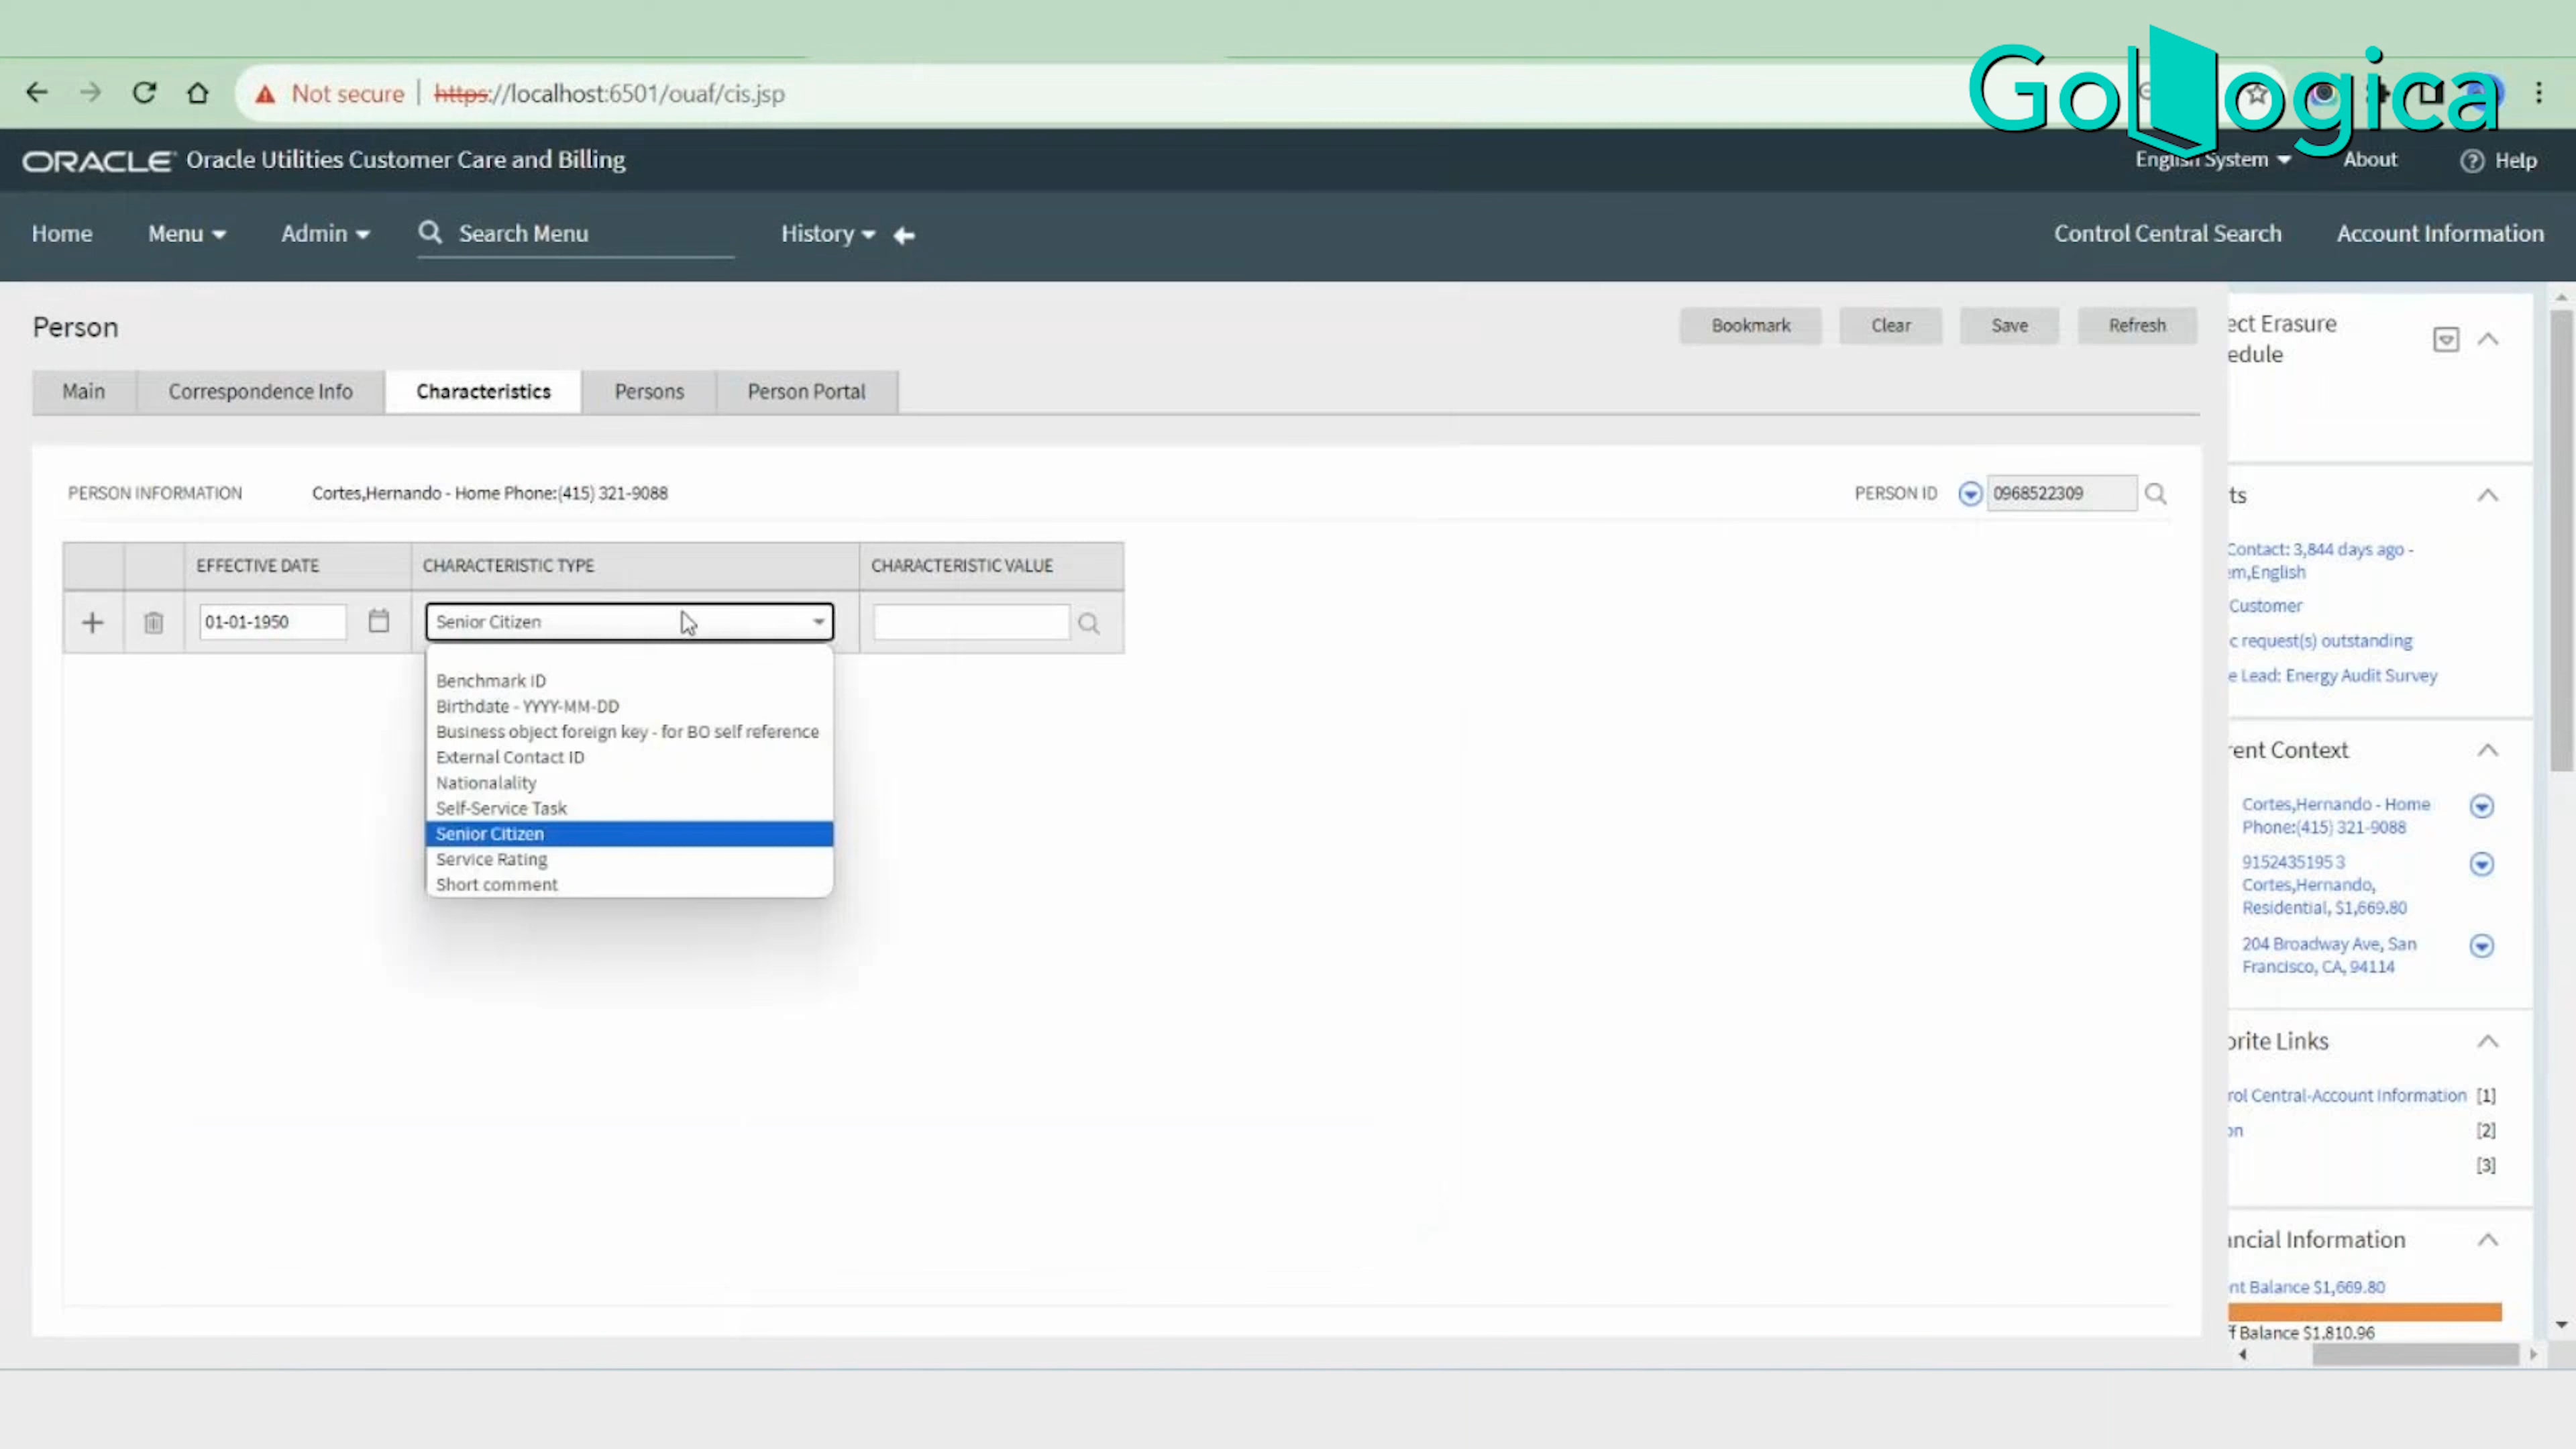 GoLogica
Not secure | https://localhost:6501/ouaf/cis.jsp
ORACLE Oracle Utilities Customer Care and Billing
English System About Help
Home Menu Admin Search Menu History Control Central Search Account Information
Person
Bookmark Clear Save Refresh
Main Correspondence Info Characteristics Persons Person Portal
PERSON INFORMATION Cortes,Hernando - Home Phone:(415) 321-9088 PERSON ID 0968522309
EFFECTIVE DATE CHARACTERISTIC TYPE CHARACTERISTIC VALUE
01-01-1950 Senior Citizen
Benchmark ID
Birthdate - YYYY-MM-DD
Business object foreign key - for BO self reference
External Contact ID
Nationalality
Self-Service Task
Senior Citizen
Service Rating
Short comment
ect Erasure
edule
ts
Contact: 3,844 days ago -
m,English
Customer
c request(s) outstanding
e Lead: Energy Audit Survey
rent Context
Cortes,Hernando - Home
Phone:(415) 321-9088
9152435195 3
Cortes,Hernando,
Residential, $1,669.80
204 Broadway Ave, San
Francisco, CA, 94114
orite Links
rol Central-Account Information [1]
on [2]
[3]
ancial Information
nt Balance $1,669.80
ff Balance $1,810.96